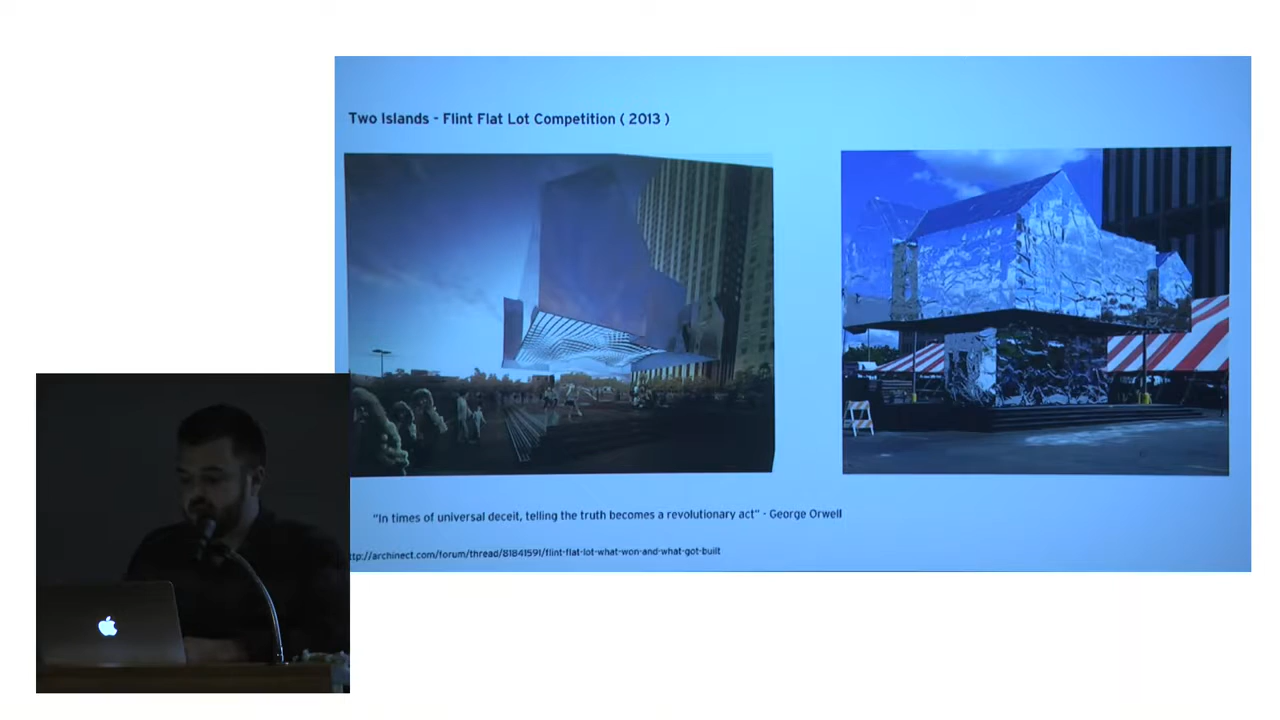 Two Islands - Flint Flat Lot Competition ( 2013 )
"In times of universal deceit, telling the truth becomes a revolutionary act" - George Orwell
ttp://archinect.com/forum/thread/81841591/flint-flat-lot-what-won-and-what-got-built